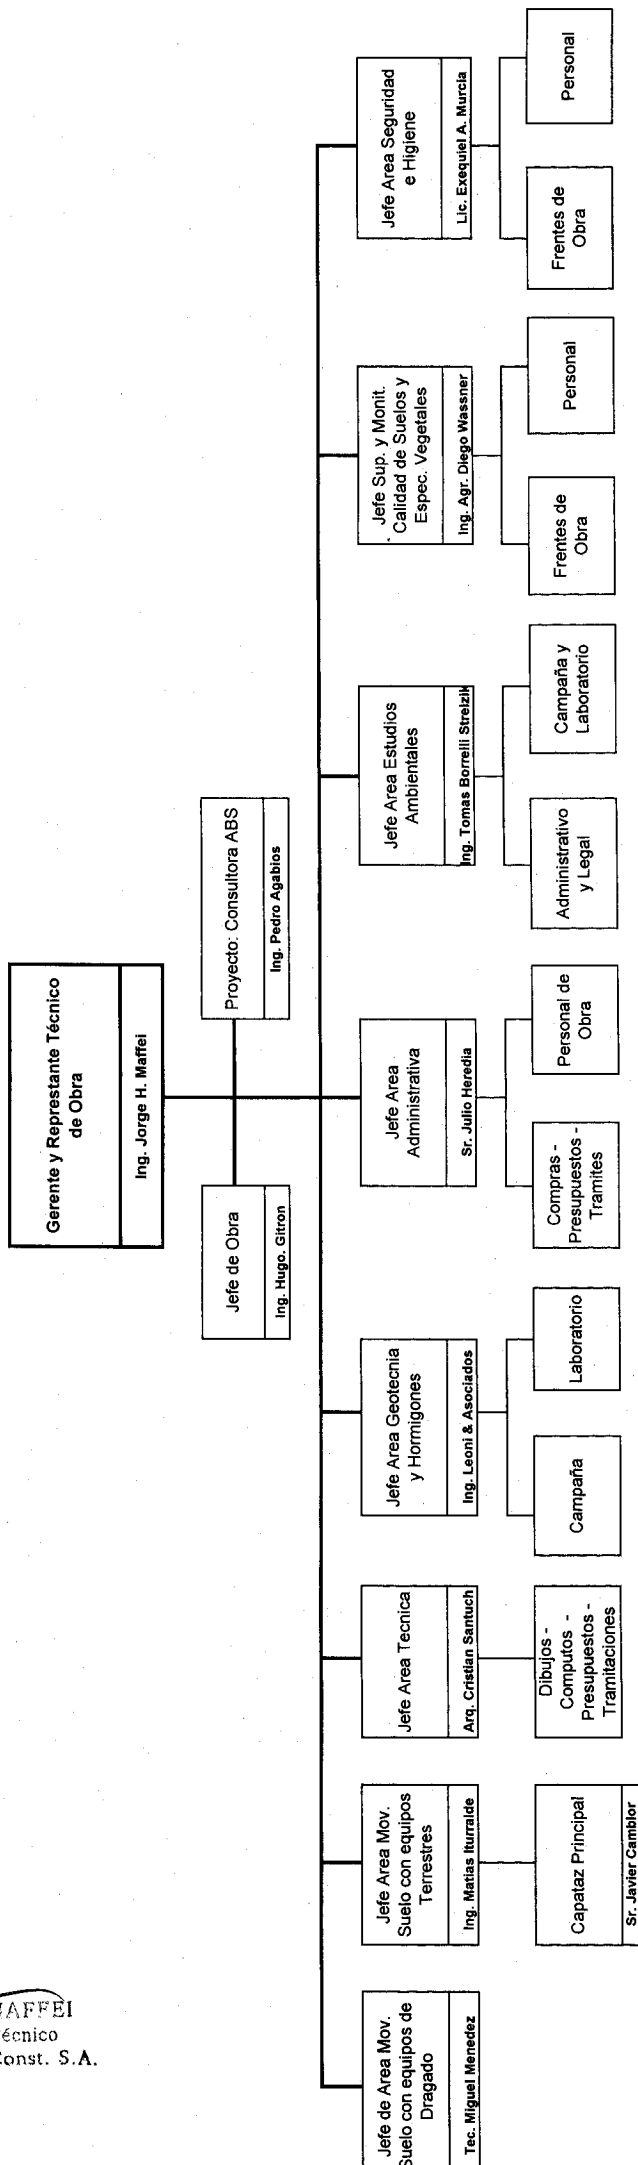 Gerente y Represtante Técnico
de Obra
Ing. Jorge H. Maffei
Jefe de Obra
Ing. Hugo. Gitron
Proyecto: Consultora ABS
Ing. Pedro Agabios
Jefe de Area Mov.
Suelo con equipos de
Dragado
Tec. Miguel Menedez
Jefe Area Mov.
Suelo con equipos
Terrestres
Ing. Matias Iturralde
Capataz Principal
Sr. Javier Camblor
Jefe Area Tecnica
Arq. Cristian Santuch
Dibujos -
Computos -
Presupuestos -
Tramitaciones
Jefe Area Geotecnia
y Hormigones
Ing. Leoni & Asociados
Campaña
Laboratorio
Jefe Area
Administrativa
Sr. Julio Heredia
Compras -
Presupuestos -
Tramites
Personal de
Obra
Jefe Area Estudios
Ambientales
Ing. Tomas Borrelli Strelzik
Administrativo
y Legal
Campaña y
Laboratorio
Jefe Sup. y Monit.
Calidad de Suelos y
Espec. Vegetales
Ing. Agr. Diego Wassner
Frentes de
Obra
Personal
Jefe Area Seguridad
e Higiene
Lic. Exequiel A. Murcia
Frentes de
Obra
Personal
MAFFEI
écnico
Const. S.A.